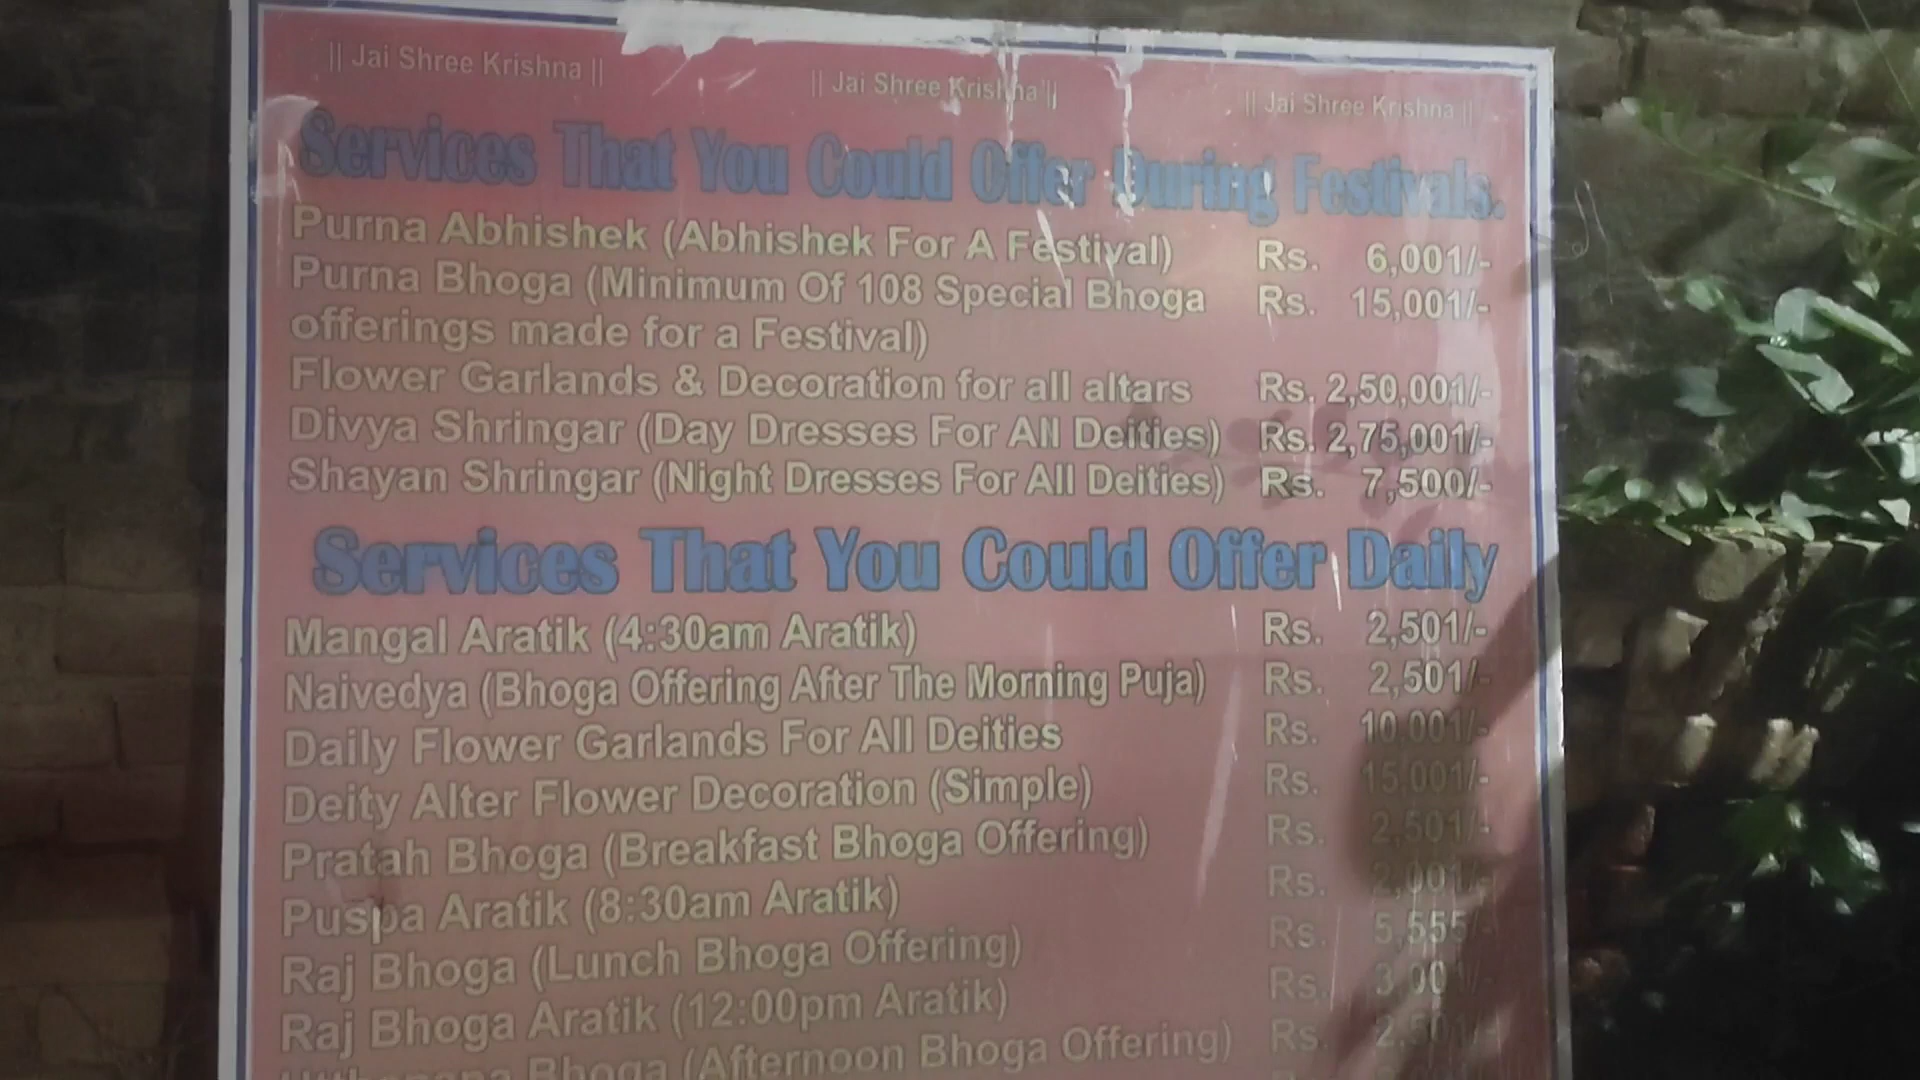 || Jai Shree Krishna || || Jai Shree Krishna || || Jai Shree Krishna ||
Services That You Could Offer During Festivals.
Purna Abhishek (Abhishek For A Festival) Rs. 6,001/-
Purna Bhoga (Minimum Of 108 Special Bhoga Rs. 15,001/-
offerings made for a Festival)
Flower Garlands & Decoration for all altars Rs. 2,50,001/-
Divya Shringar (Day Dresses For All Deities) Rs. 2,75,001/-
Shayan Shringar (Night Dresses For All Deities) Rs. 7,500/-
Services That You Could Offer Daily
Mangal Aratik (4:30am Aratik) Rs. 2,501/-
Naivedya (Bhoga Offering After The Morning Puja) Rs. 2,501/-
Daily Flower Garlands For All Deities Rs. 10,001/-
Deity Alter Flower Decoration (Simple) Rs. 15,001/-
Pratah Bhoga (Breakfast Bhoga Offering) Rs. 2,501/-
Puspa Aratik (8:30am Aratik) Rs. 2,001/-
Raj Bhoga (Lunch Bhoga Offering) Rs. 5,555/-
Raj Bhoga Aratik (12:00pm Aratik) Rs. 3,001/-
Bhoga (Afternoon Bhoga Offering) Rs. 2,501/-